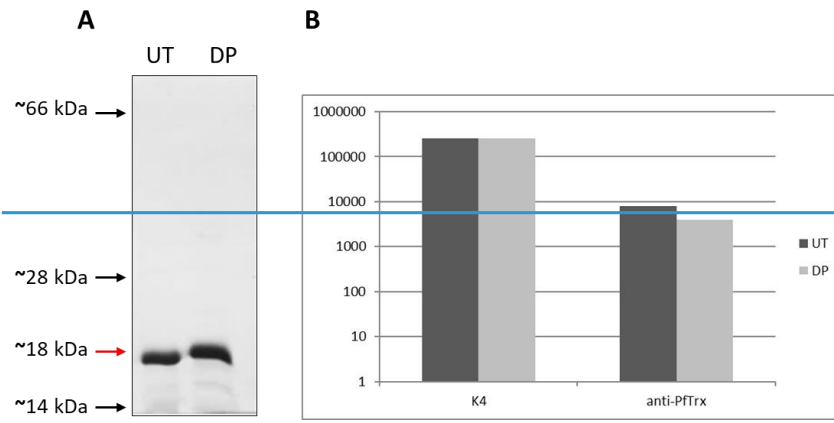 A
B
UT DP
~66 kDa
~28 kDa
~18 kDa
~14 kDa
1000000
100000
10000
1000
100
10
1
K4
anti-PfTrx
UT
DP